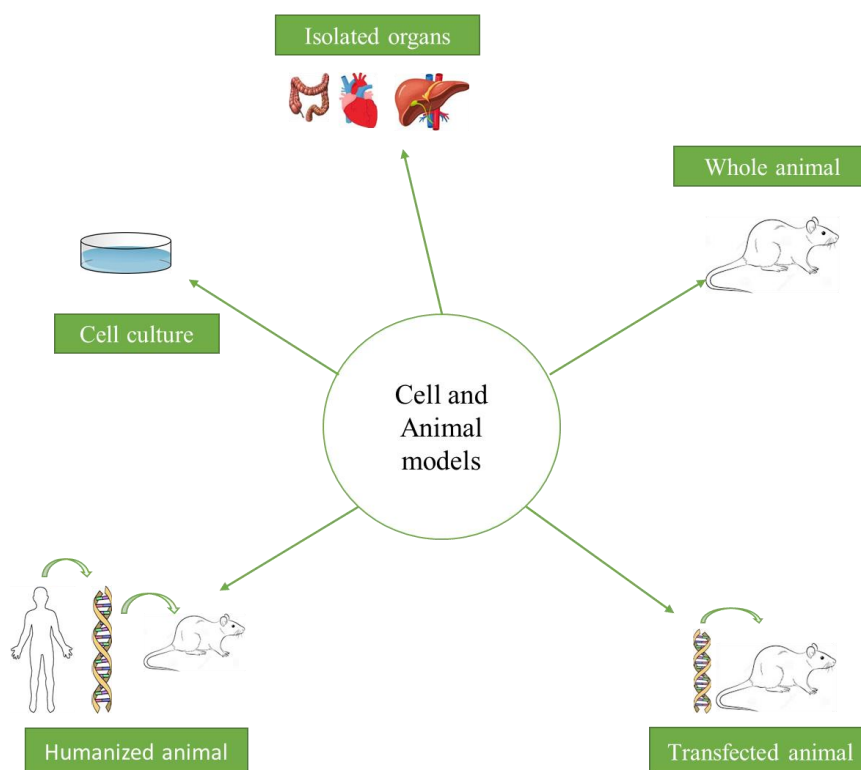 Isolated organs
Whole animal
Cell culture
Cell and
Animal
models
Humanized animal
Transfected animal